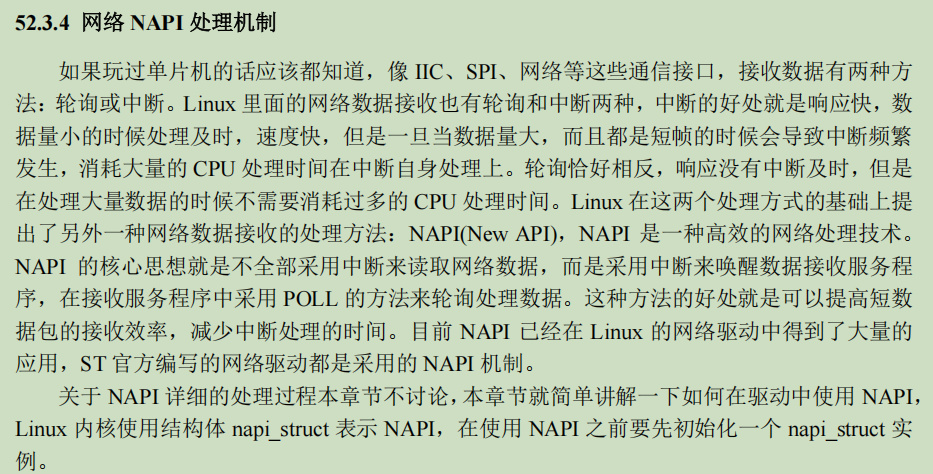 52.3.4 网络 NAPI 处理机制
如果玩过单片机的话应该都知道，像 IIC、SPI、网络等这些通信接口，接收数据有两种方
法：轮询或中断。Linux 里面的网络数据接收也有轮询和中断两种，中断的好处就是响应快，数
据量小的时候处理及时，速度快，但是一旦当数据量大，而且都是短帧的时候会导致中断频繁
发生，消耗大量的 CPU 处理时间在中断自身处理上。轮询恰好相反，响应没有中断及时，但是
在处理大量数据的时候不需要消耗过多的 CPU 处理时间。Linux 在这两个处理方式的基础上提
出了另外一种网络数据接收的处理方法：NAPI(New API)，NAPI 是一种高效的网络处理技术。
NAPI 的核心思想就是不全部采用中断来读取网络数据，而是采用中断来唤醒数据接收服务程
序，在接收服务程序中采用 POLL 的方法来轮询处理数据。这种方法的好处就是可以提高短数
据包的接收效率，减少中断处理的时间。目前 NAPI 已经在 Linux 的网络驱动中得到了大量的
应用，ST 官方编写的网络驱动都是采用的 NAPI 机制。
关于 NAPI 详细的处理过程本章节不讨论，本章节就简单讲解一下如何在驱动中使用 NAPI，
Linux 内核使用结构体 napi_struct 表示 NAPI，在使用 NAPI 之前要先初始化一个 napi_struct 实
例。